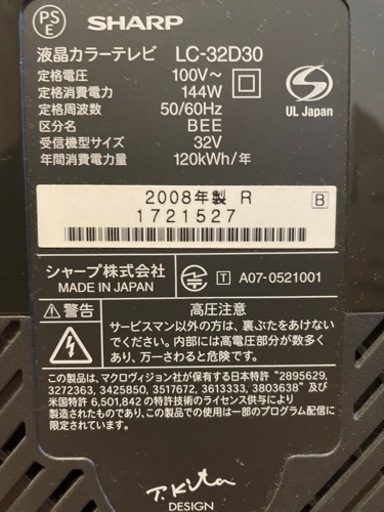 PS
E
SHARP
液晶カラーテレビ LC-32D30
定格電圧 100V~
定格消費電力 144W
定格周波数 50/60Hz
区分名 BEE
受信機型サイズ 32V
年間消費電力量 120kWh/年
UL Japan
2008年製 R
B
1721527
シャープ株式会社
MADE IN JAPAN
T A07-0521001
警告 高圧注意
サービスマン以外の方は、裏ぶたをあけない
でください。内部には高電圧部分が数多く
あり、万一さわると危険です。
この製品は、マクロヴィジョン社が保有する日本特許 "2895629,
3272363, 3425850, 3517672, 3613333, 3803638" 及び
米国特許 6,501,842 の特許技術のライセンス供与により
製造されたものであり、この製品での使用は一部のプログラム配信に
限定されています。
T.Kita
DESIGN